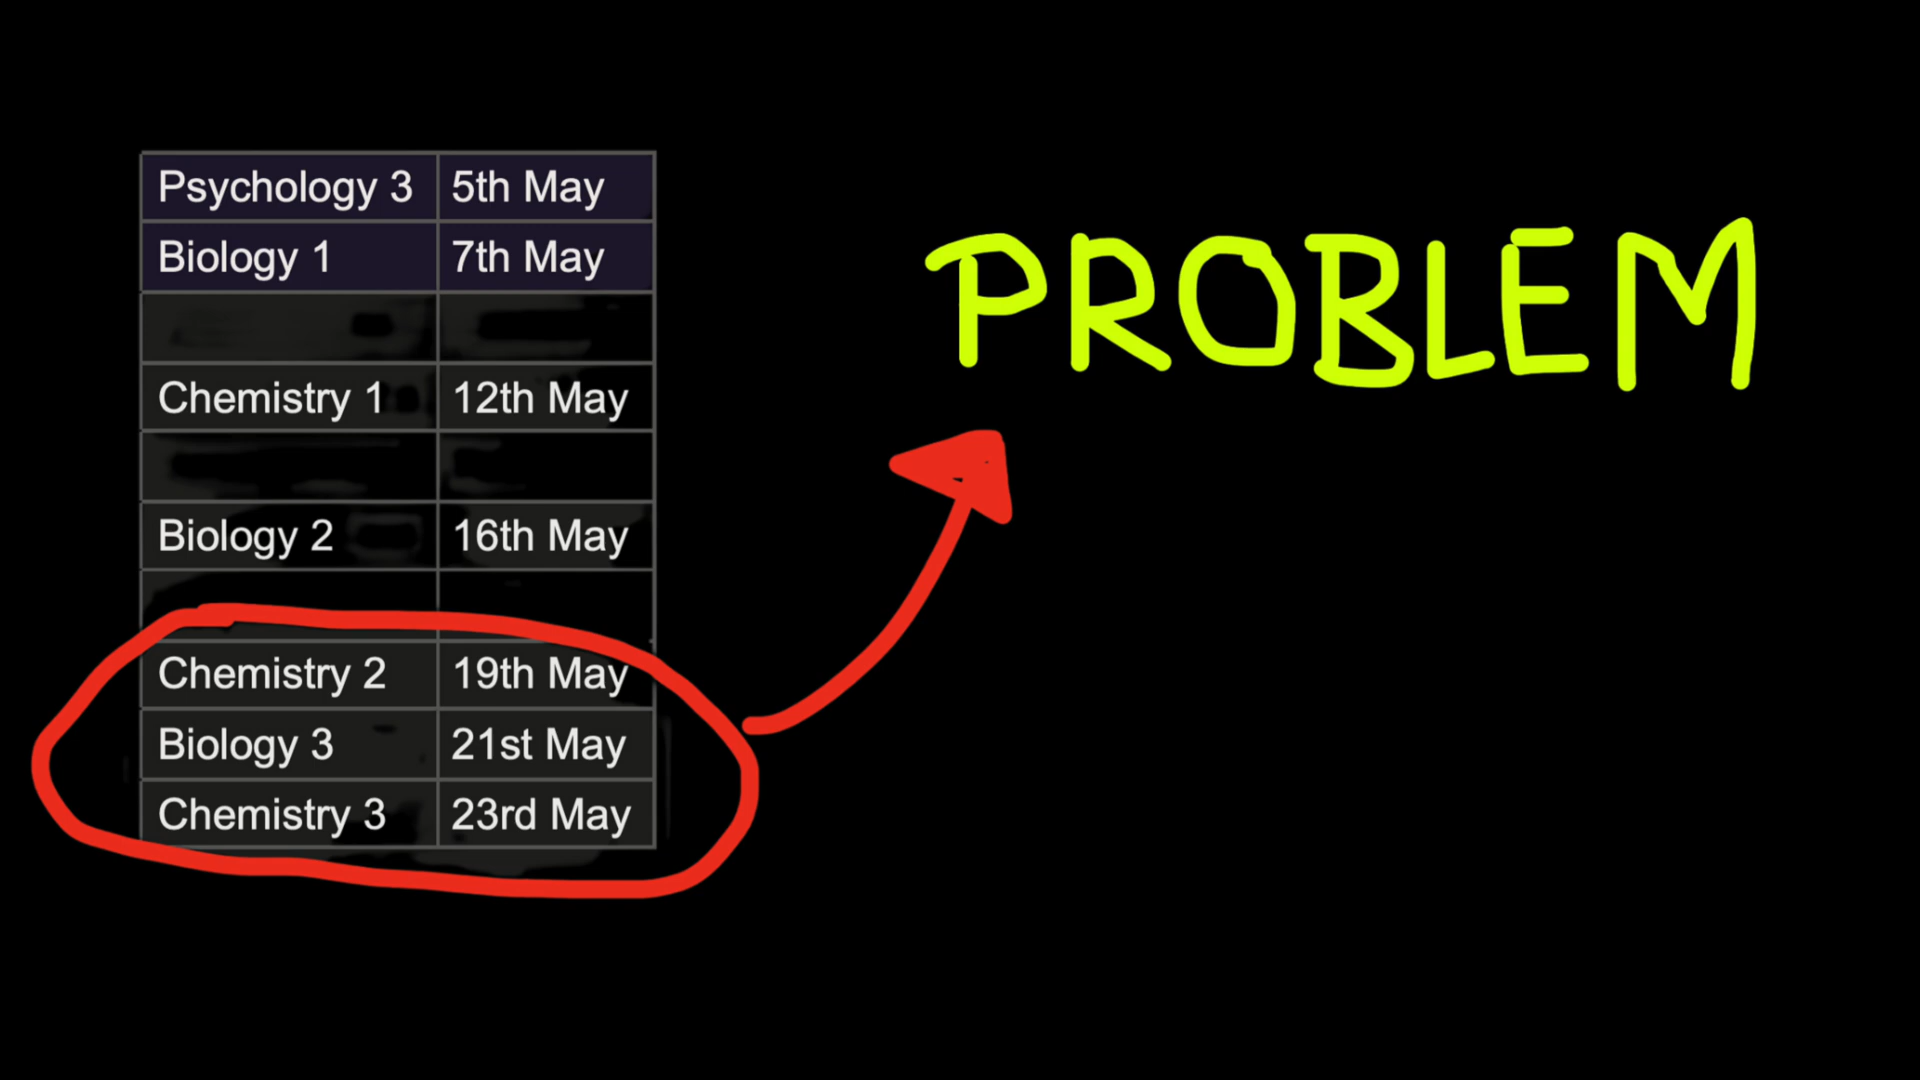 Psychology 3 5th May
Biology 1 7th May
Chemistry 1 12th May
Biology 2 16th May
Chemistry 2 19th May
Biology 3 21st May
Chemistry 3 23rd May
PROBLEM